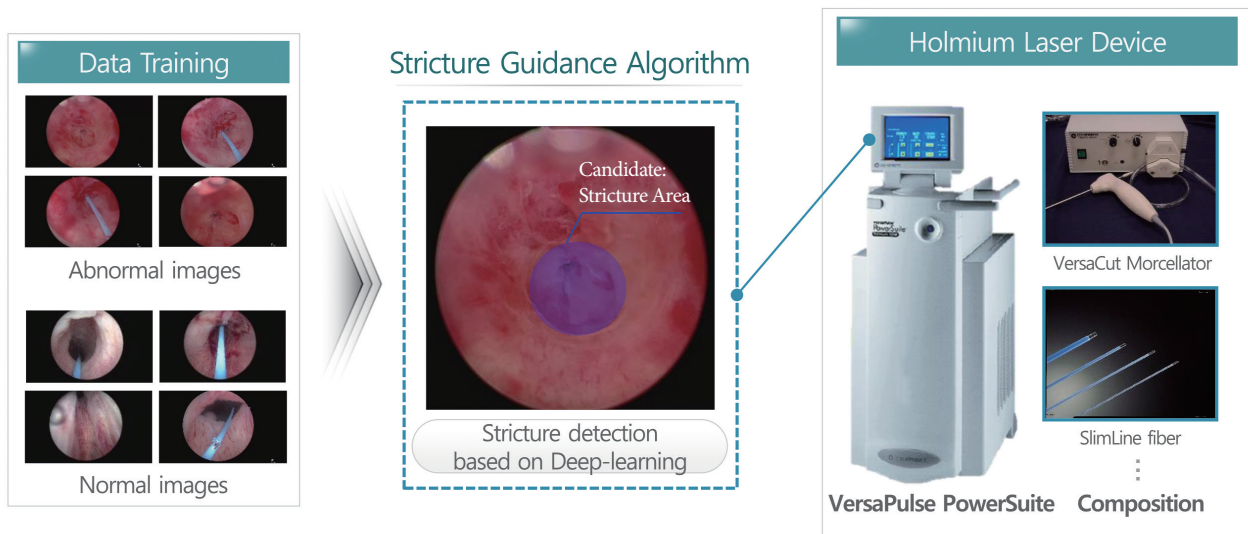 Data Training
Abnormal images
Normal images
Stricture Guidance Algorithm
Candidate:
Stricture Area
Stricture detection
based on Deep-learning
Holmium Laser Device
PowerSuite
VersaCut Morcellator
SlimLine fiber
VersaPulse PowerSuite
Composition